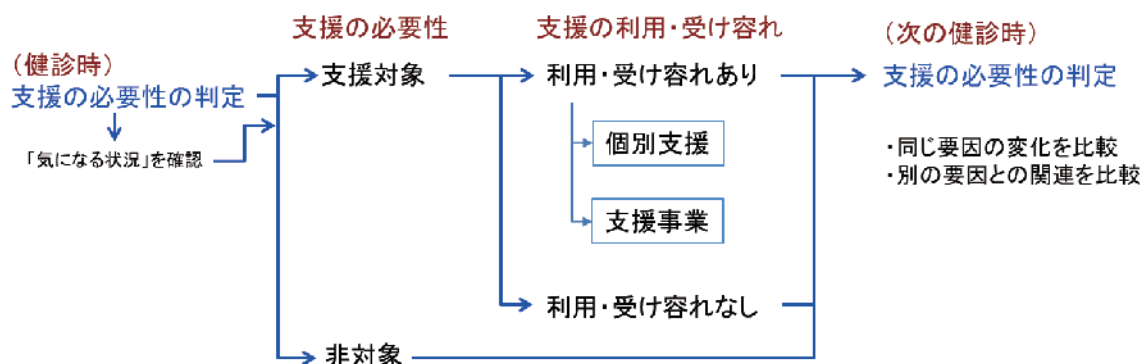 支援の必要性
支援の利用・受け容れ
（次の健診時）
（健診時）
支援の必要性の判定
支援対象
利用・受け容れあり
支援の必要性の判定
「気になる状況」を確認
個別支援
・同じ要因の変化を比較
・別の要因との関連を比較
支援事業
利用・受け容れなし
非対象